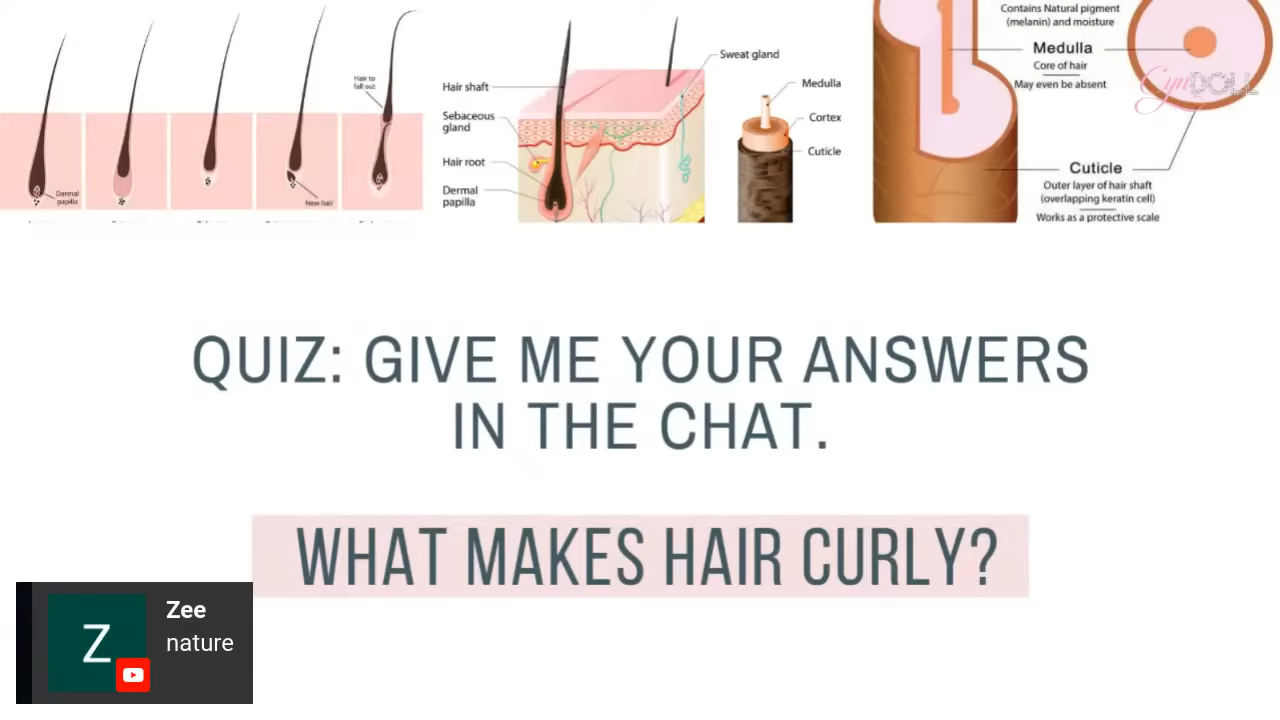 Hair to
fall out
Dermal
papilla
New hair
Hair shaft
Sebaceous
gland
Hair root
Dermal
papilla
Sweat gland
Medulla
Cortex
Cuticle
Contains Natural pigment
(melanin) and moisture
Medulla
Core of hair
May even be absent
CynDOLL
Cuticle
Outer layer of hair shaft
(overlapping keratin cell)
Works as a protective scale
QUIZ: GIVE ME YOUR ANSWERS
IN THE CHAT.
WHAT MAKES HAIR CURLY?
Z
Zee
nature